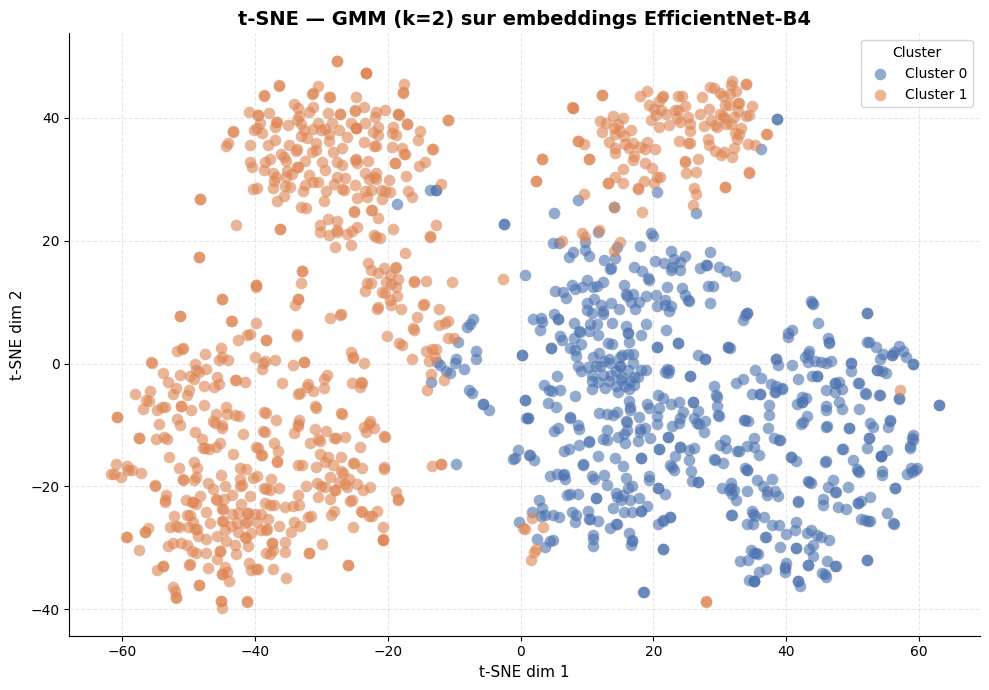 t-SNE — GMM (k=2) sur embeddings EfficientNet-B4
Cluster
Cluster 0
Cluster 1
t-SNE dim 2
40
20
0
−20
−40
−60
−40
−20
0
20
40
60
t-SNE dim 1